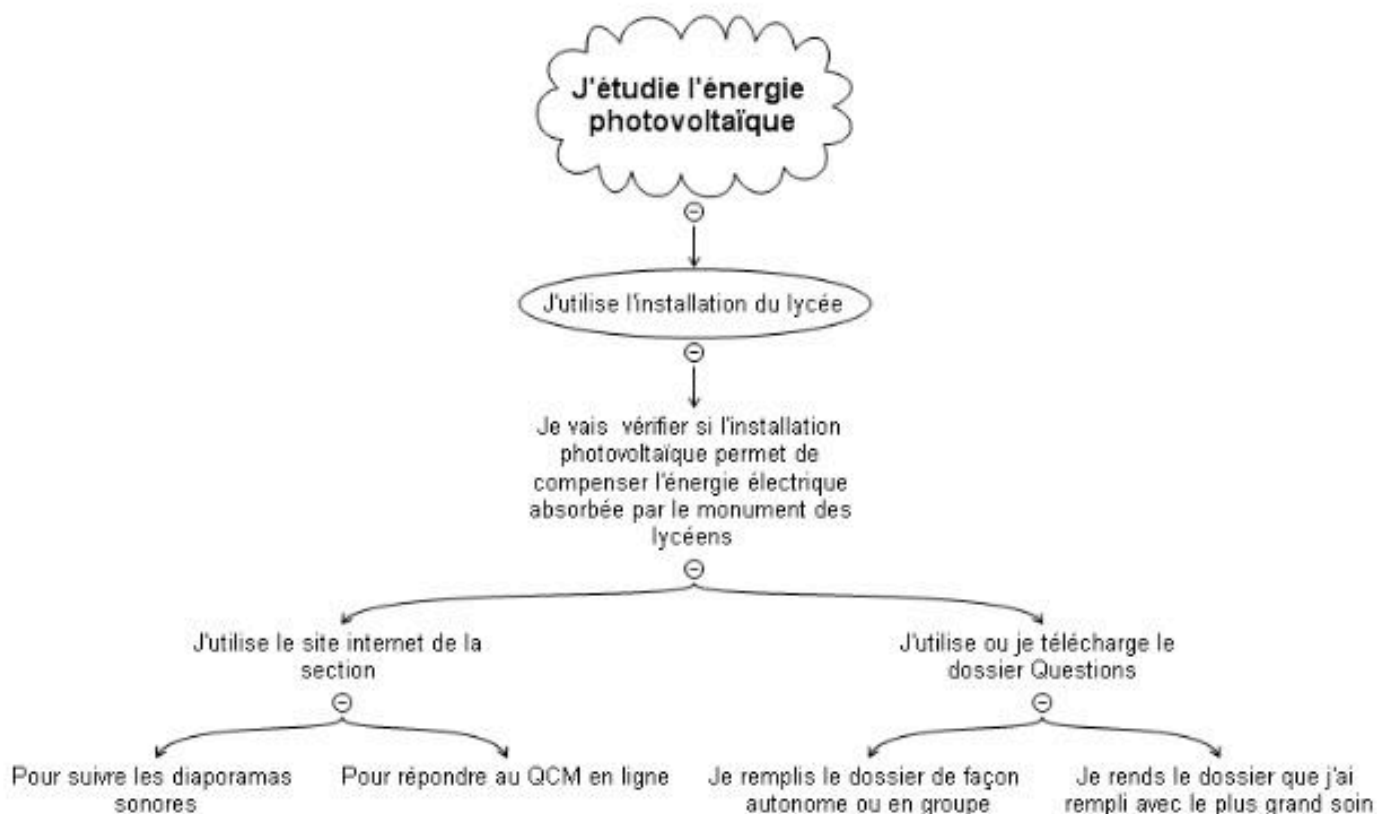 J'étudie l'énergie
photovoltaïque
J'utilise l'installation du lycée
Je vais vérifier si l'installation
photovoltaïque permet de
compenser l'énergie électrique
absorbée par le monument des
lycéens
J'utilise le site internet de la
section
J'utilise ou je télécharge le
dossier Questions
Pour suivre les diaporamas
sonores
Pour répondre au QCM en ligne
Je remplis le dossier de façon
autonome ou en groupe
Je rends le dossier que j'ai
rempli avec le plus grand soin